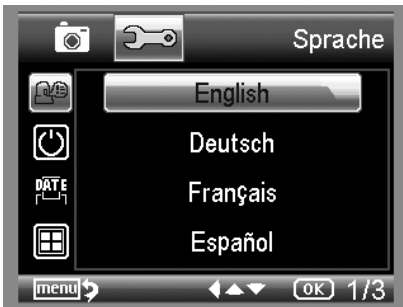 Sprache
English
Deutsch
DATE
Français
Español
menu OK 1/3